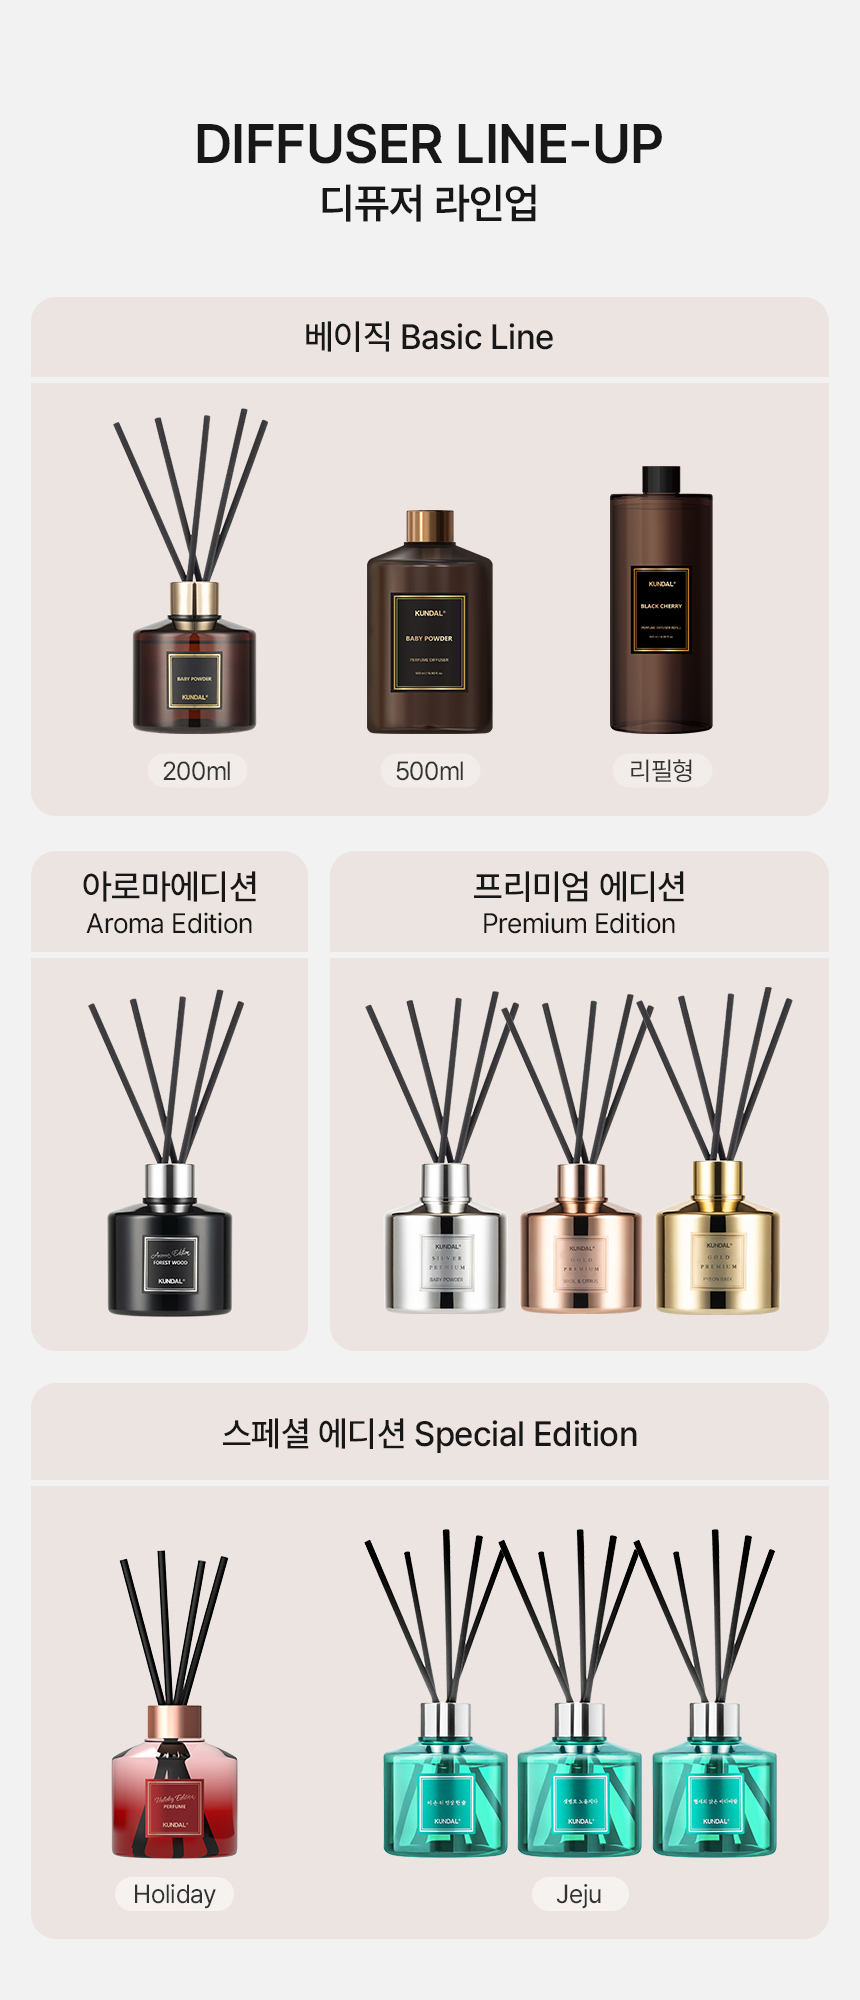 DIFFUSER LINE-UP
디퓨저 라인업
베이직 Basic Line
BABY POWDER
KUNDAL®
KUNDAL®
BABY POWDER
PERFUME DIFFUSER
KUNDAL®
BLACK CHERRY
200ml
500ml
리필형
아로마에디션
Aroma Edition
프리미엄 에디션
Premium Edition
Aroma Edition
FOREST WOOD
KUNDAL®
KUNDAL®
SILVER
PREMIUM
BABY POWDER
KUNDAL®
GOLD
PREMIUM
KUNDAL®
GOLD
PREMIUM
스페셜 에디션 Special Edition
Holiday Edition
PERFUME
KUNDAL®
KUNDAL®
KUNDAL®
KUNDAL®
Holiday
Jeju